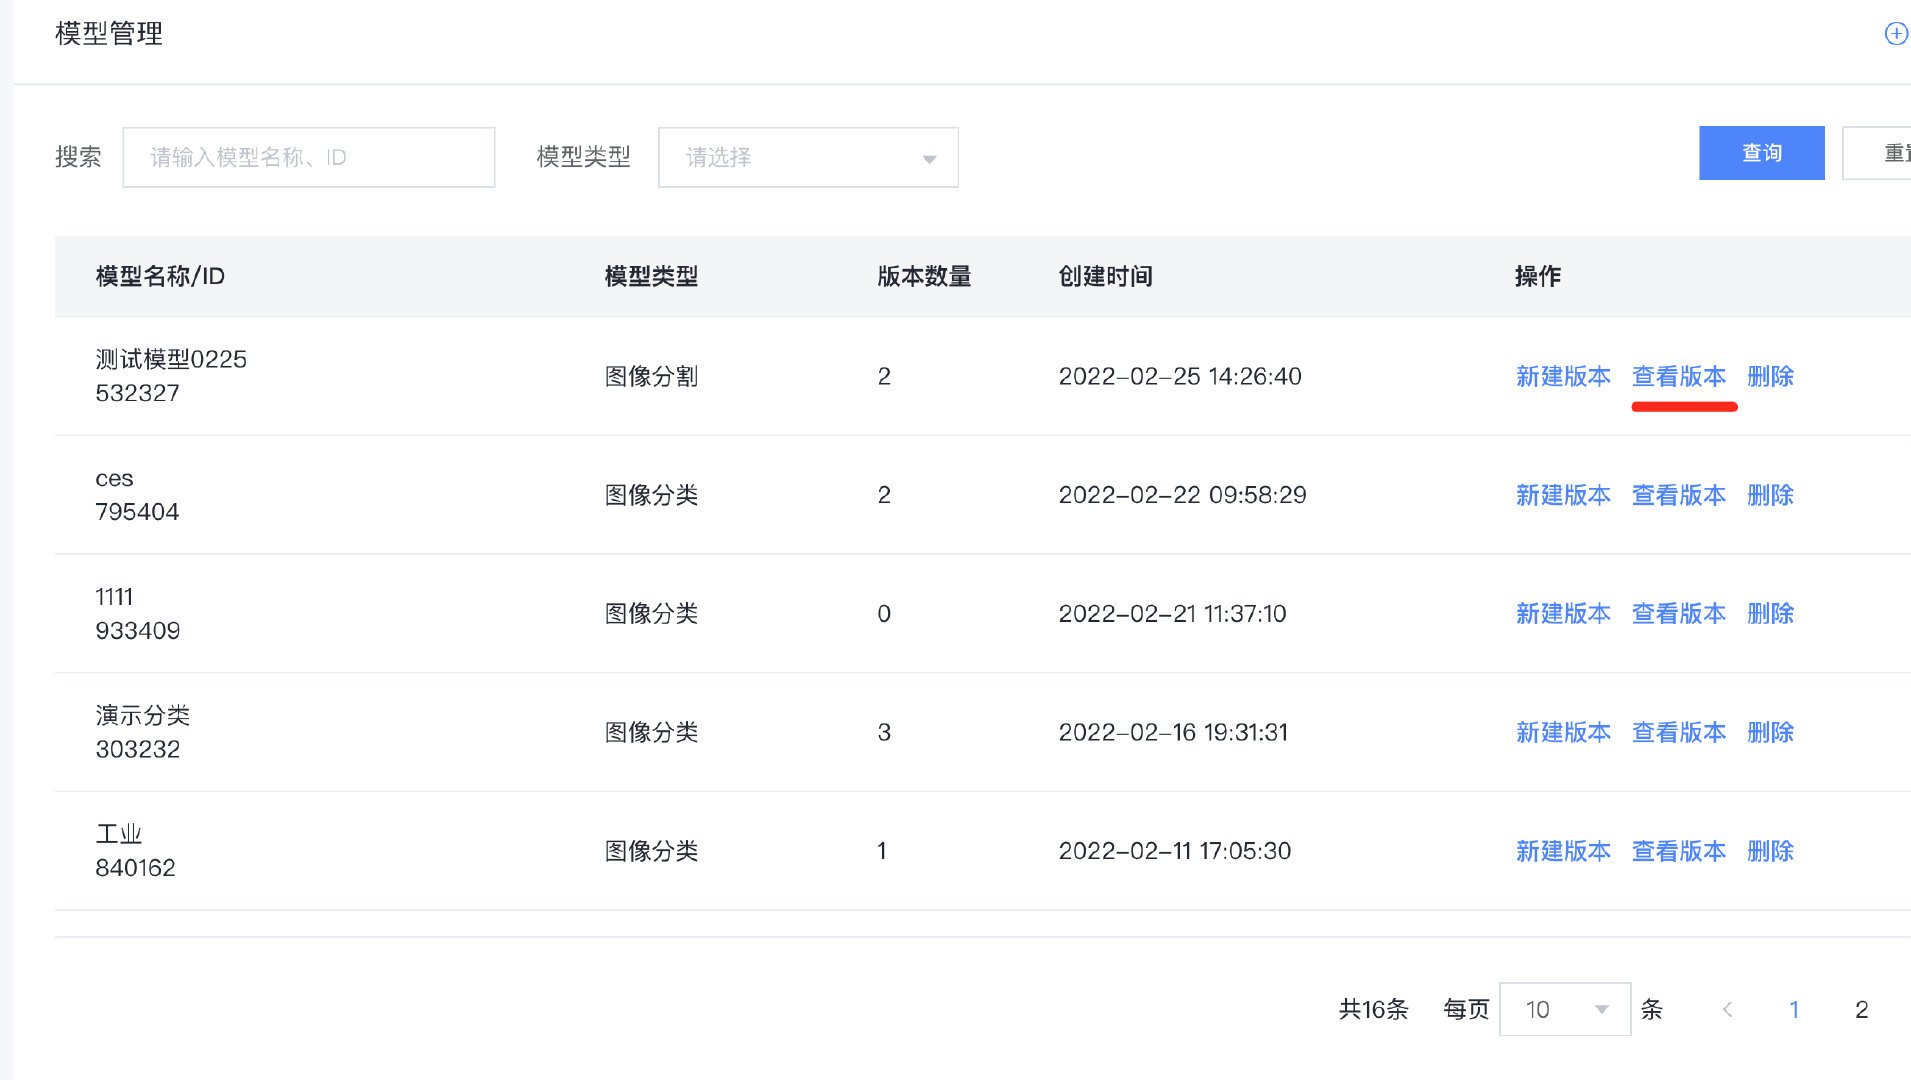 模型管理
搜索 请输入模型名称、ID 模型类型 请选择 查询
模型名称/ID 模型类型 版本数量 创建时间 操作
测试模型0225
532327 图像分割 2 2022-02-25 14:26:40 新建版本 查看版本 删除
ces
795404 图像分类 2 2022-02-22 09:58:29 新建版本 查看版本 删除
1111
933409 图像分类 0 2022-02-21 11:37:10 新建版本 查看版本 删除
演示分类
303232 图像分类 3 2022-02-16 19:31:31 新建版本 查看版本 删除
工业
840162 图像分类 1 2022-02-11 17:05:30 新建版本 查看版本 删除
共16条 每页 10 条 < 1 2